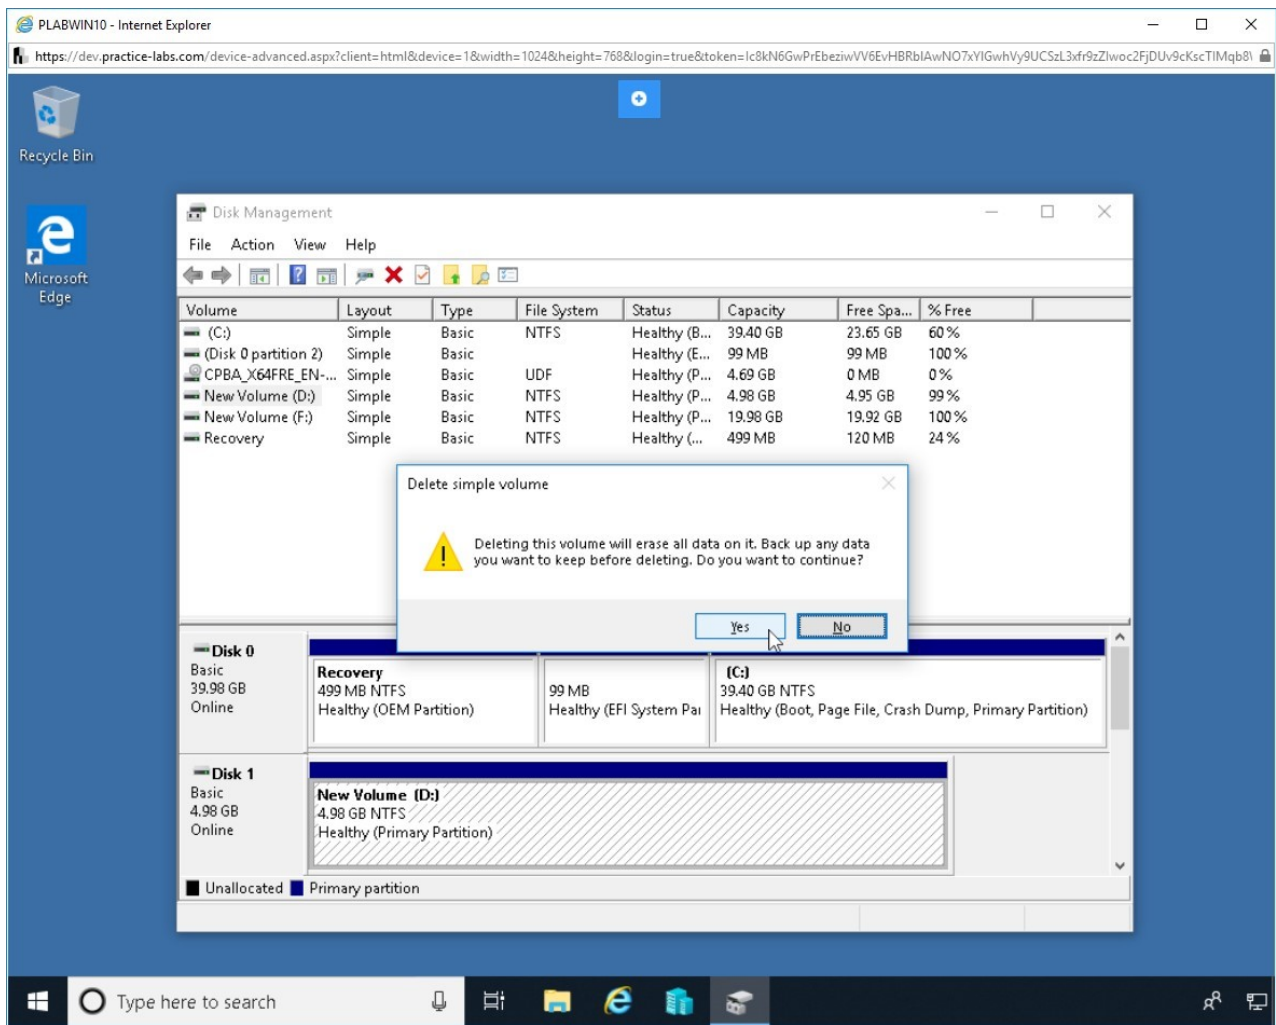 PLABWIN10 - Internet Explorer
https://dev.practice-labs.com/device-advanced.aspx?client=html&device=1&width=1024&height=768&login=true&token=
Recycle Bin
Microsoft
Edge
Disk Management
File Action View Help
Volume Layout Type File System Status Capacity Free Spa... % Free
(C:) Simple Basic NTFS Healthy (B... 39.40 GB 23.65 GB 60 %
(Disk 0 partition 2) Simple Basic Healthy (E... 99 MB 99 MB 100 %
CPBA_X64FRE_EN-... Simple Basic UDF Healthy (P... 4.69 GB 0 MB 0 %
New Volume (D:) Simple Basic NTFS Healthy (P... 4.98 GB 4.95 GB 99 %
New Volume (F:) Simple Basic NTFS Healthy (P... 19.98 GB 19.92 GB 100 %
Recovery Simple Basic NTFS Healthy (... 499 MB 120 MB 24 %
Delete simple volume
Deleting this volume will erase all data on it. Back up any data
you want to keep before deleting. Do you want to continue?
Yes No
Disk 0
Basic
39.98 GB
Online
Recovery
499 MB NTFS
Healthy (OEM Partition)
99 MB
Healthy (EFI System Pai
(C:)
39.40 GB NTFS
Healthy (Boot, Page File, Crash Dump, Primary Partition)
Disk 1
Basic
4.98 GB
Online
New Volume (D:)
4.98 GB NTFS
Healthy (Primary Partition)
Unallocated Primary partition
Type here to search